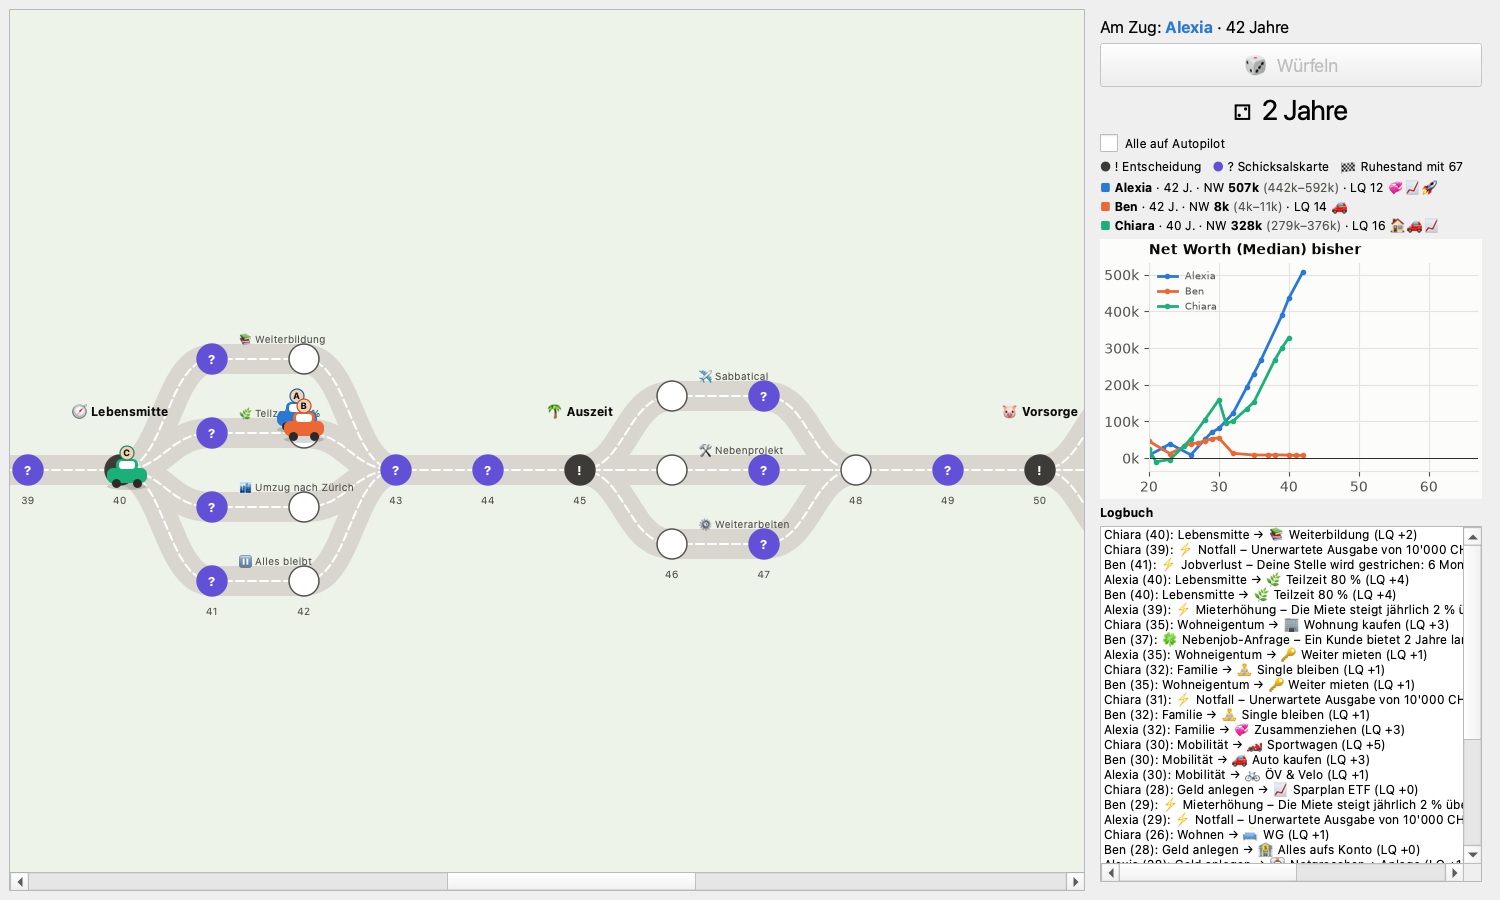 Am Zug: Alexia · 42 Jahre
Würfeln
2 Jahre
Alle auf Autopilot
! Entscheidung ? Schicksalskarte Ruhestand mit 67
Alexia · 42 J. · NW 507k (442k–592k) · LQ 12
Ben · 42 J. · NW 8k (4k–11k) · LQ 14
Chiara · 40 J. · NW 328k (279k–376k) · LQ 16
Net Worth (Median) bisher
500k
400k
300k
200k
100k
0k
Alexia
Ben
Chiara
20 30 40 50 60
Logbuch
Chiara (40): Lebensmitte → Weiterbildung (LQ +2)
Chiara (39): Notfall – Unerwartete Ausgabe von 10'000 CH
Ben (41): Jobverlust – Deine Stelle wird gestrichen: 6 Mon
Alexia (40): Lebensmitte → Teilzeit 80 % (LQ +4)
Ben (40): Lebensmitte → Teilzeit 80 % (LQ +4)
Alexia (39): Mieterhöhung – Die Miete steigt jährlich 2 % ü
Chiara (35): Wohneigentum → Wohnung kaufen (LQ +3)
Ben (37): Nebenjob-Anfrage – Ein Kunde bietet 2 Jahre lan
Alexia (35): Wohneigentum → Weiter mieten (LQ +1)
Chiara (32): Familie → Single bleiben (LQ +1)
Ben (35): Wohneigentum → Weiter mieten (LQ +1)
Chiara (31): Notfall – Unerwartete Ausgabe von 10'000 CH
Ben (32): Familie → Single bleiben (LQ +1)
Alexia (32): Familie → Zusammenziehen (LQ +3)
Chiara (30): Mobilität → Sportwagen (LQ +5)
Ben (30): Mobilität → Auto kaufen (LQ +3)
Alexia (30): Mobilität → ÖV & Velo (LQ +1)
Chiara (28): Geld anlegen → Sparplan ETF (LQ +0)
Ben (29): Mieterhöhung – Die Miete steigt jährlich 2 % übe
Alexia (29): Notfall – Unerwartete Ausgabe von 10'000 CH
Chiara (26): Wohnen → WG (LQ +1)
Ben (28): Geld anlegen → Alles aufs Konto (LQ +0)
Weiterbildung
?
Lebensmitte
A
B
C
?
Umzug nach Zürich
?
Alles bleibt
?
?
39
40
41
42
?
43
?
44
Auszeit
!
45
Sabbatical
?
Nebenprojekt
?
Weiterarbeiten
?
46
47
48
?
49
Vorsorge
!
50